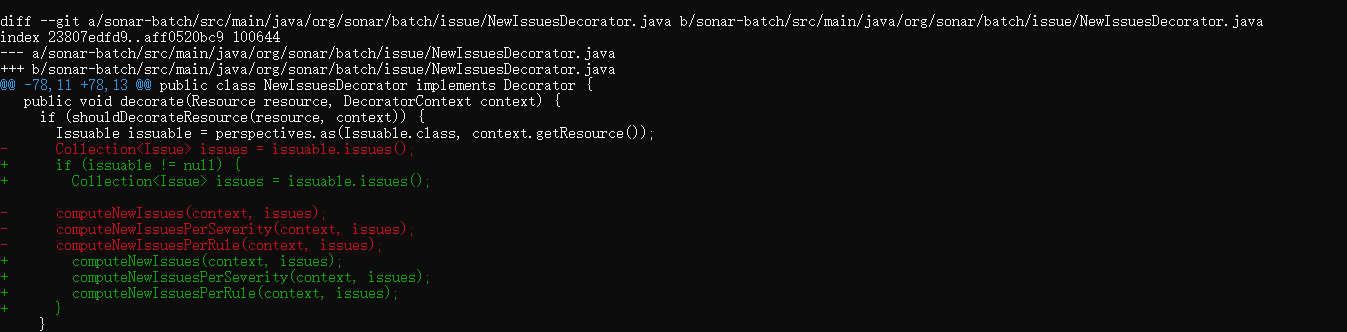 diff --git a/sonar-batch/src/main/java/org/sonar/batch/issue/NewIssuesDecorator.java b/sonar-batch/src/main/java/org/sonar/batch/issue/NewIssuesDecorator.java
index 23807edfd9..aff0520bc9 100644
--- a/sonar-batch/src/main/java/org/sonar/batch/issue/NewIssuesDecorator.java
+++ b/sonar-batch/src/main/java/org/sonar/batch/issue/NewIssuesDecorator.java
@@ -78,11 +78,13 @@ public class NewIssuesDecorator implements Decorator {
   public void decorate(Resource resource, DecoratorContext context) {
     if (shouldDecorateResource(resource, context)) {
       Issuable issuable = perspectives.as(Issuable.class, context.getResource());
-      Collection<Issue> issues = issuable.issues();
+      if (issuable != null) {
+        Collection<Issue> issues = issuable.issues();
-      computeNewIssues(context, issues);
-      computeNewIssuesPerSeverity(context, issues);
-      computeNewIssuesPerRule(context, issues);
+        computeNewIssues(context, issues);
+        computeNewIssuesPerSeverity(context, issues);
+        computeNewIssuesPerRule(context, issues);
+      }
     }